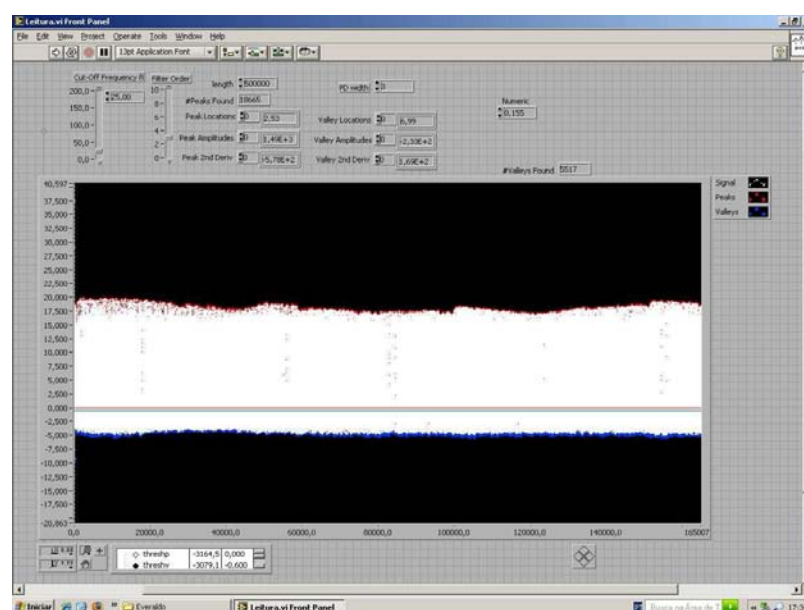 Leitura.vi Front Panel
File Edit View Project Operate Tools Window Help
13pt Application Font
Cut-Off Frequency fl
Filter Order
length 500000
PD width 0
200,0
25,00
10
#Peaks Found 18665
Numeric
150,0
8
Peak Locations 0 2,53
Valley Locations 0 6,99
0,155
100,0
6
4
Peak Amplitudes 0 1,49E+3
Valley Amplitudes 0 -2,30E+2
50,0
2
0,0
0
Peak 2nd Deriv 0 -5,78E+2
Valley 2nd Deriv 0 3,69E+2
#Valleys Found 5517
40,597
Signal
37,500
Peaks
35,000
Valleys
32,500
30,000
27,500
25,000
22,500
20,000
17,500
15,000
12,500
10,000
7,500
5,000
2,500
0,000
-2,500
-5,000
-7,500
-10,000
-12,500
-15,000
-17,500
-20,863
0,0 20000,0 40000,0 60000,0 80000,0 100000,0 120000,0 140000,0 165007
threshp -3164,5 0,000
threshv -3079,1 -0,600
Iniciar
Everaldo
Leitura.vi Front Panel